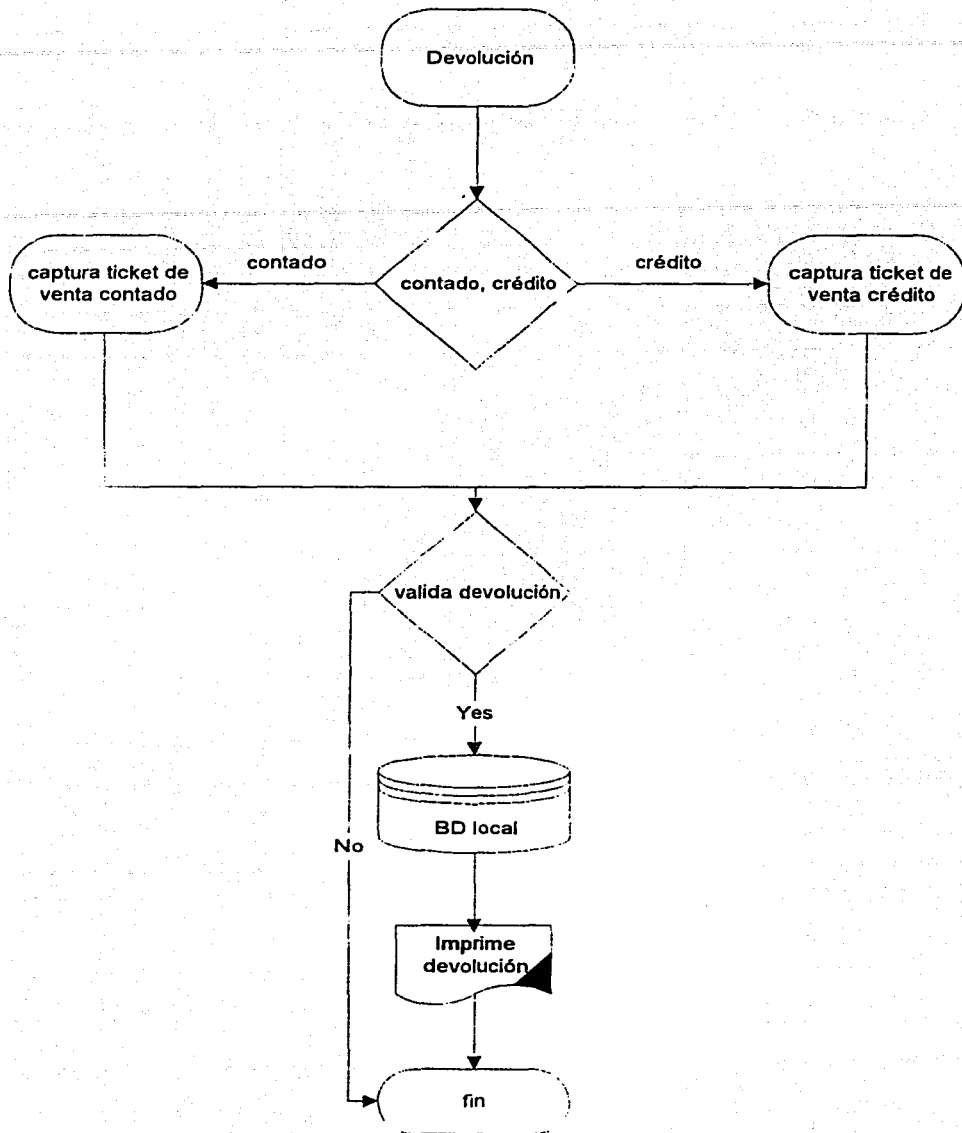 Devolución
contado
crédito
captura ticket de
venta contado
contado, crédito
captura ticket de
venta crédito
valida devolución
Yes
BD local
No
Imprime
devolución
fin